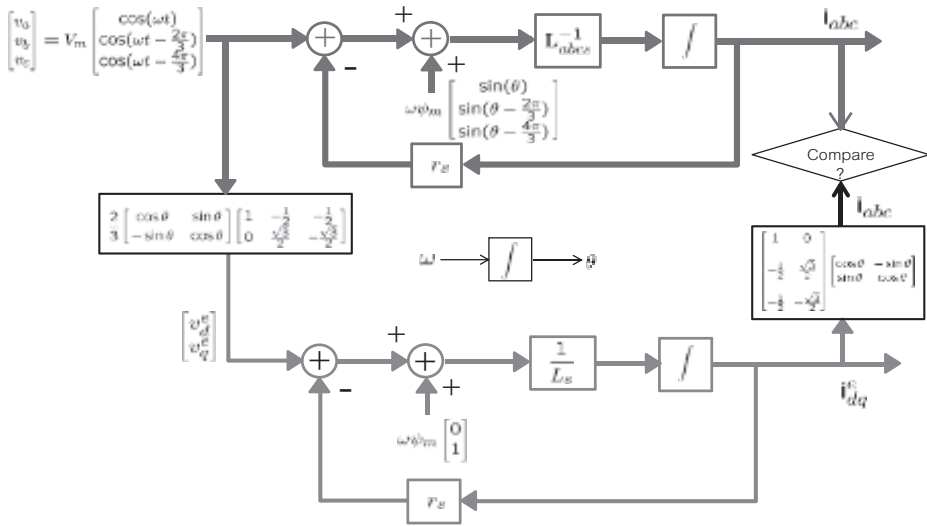 [v_a v_b v_c] = V_m [cos(ωt) cos(ωt − 2π/3) cos(ωt − 4π/3)]
+
+
+
L_abcs^{-1}
∫
i_abc
−
+
ωψ_m [sin(θ) sin(θ − 2π/3) sin(θ − 4π/3)]
r_s
Compare
?
i_abc
2/3 [cos θ sin θ; −sin θ cos θ] [1 −1/2 −1/2; 0 √3/2 −√3/2]
ω
∫
θ
[1 0; −1/2 √3/2; −1/2 −√3/2] [cos θ −sin θ; sin θ cos θ]
[v_d^e v_q^e]
+
+
+
1/L_s
∫
i_dq^e
−
+
ωψ_m [0 1]
r_s